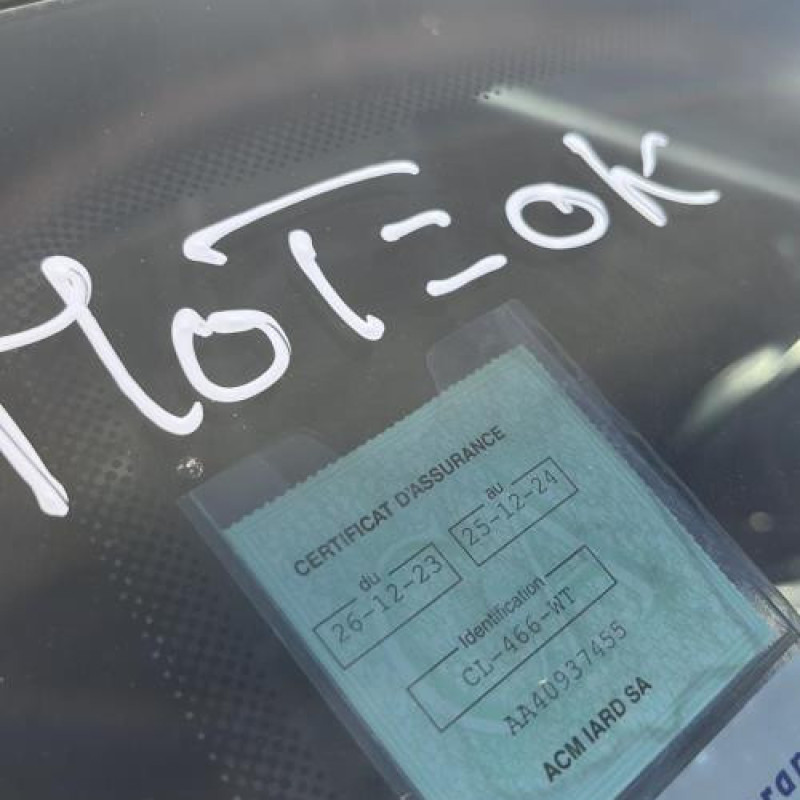 MOT=OK
CERTIFICAT D'ASSURANCE
du au
26-12-23 25-12-24
Identification
CL-466-WT
AA40937455
ACM IARD SA